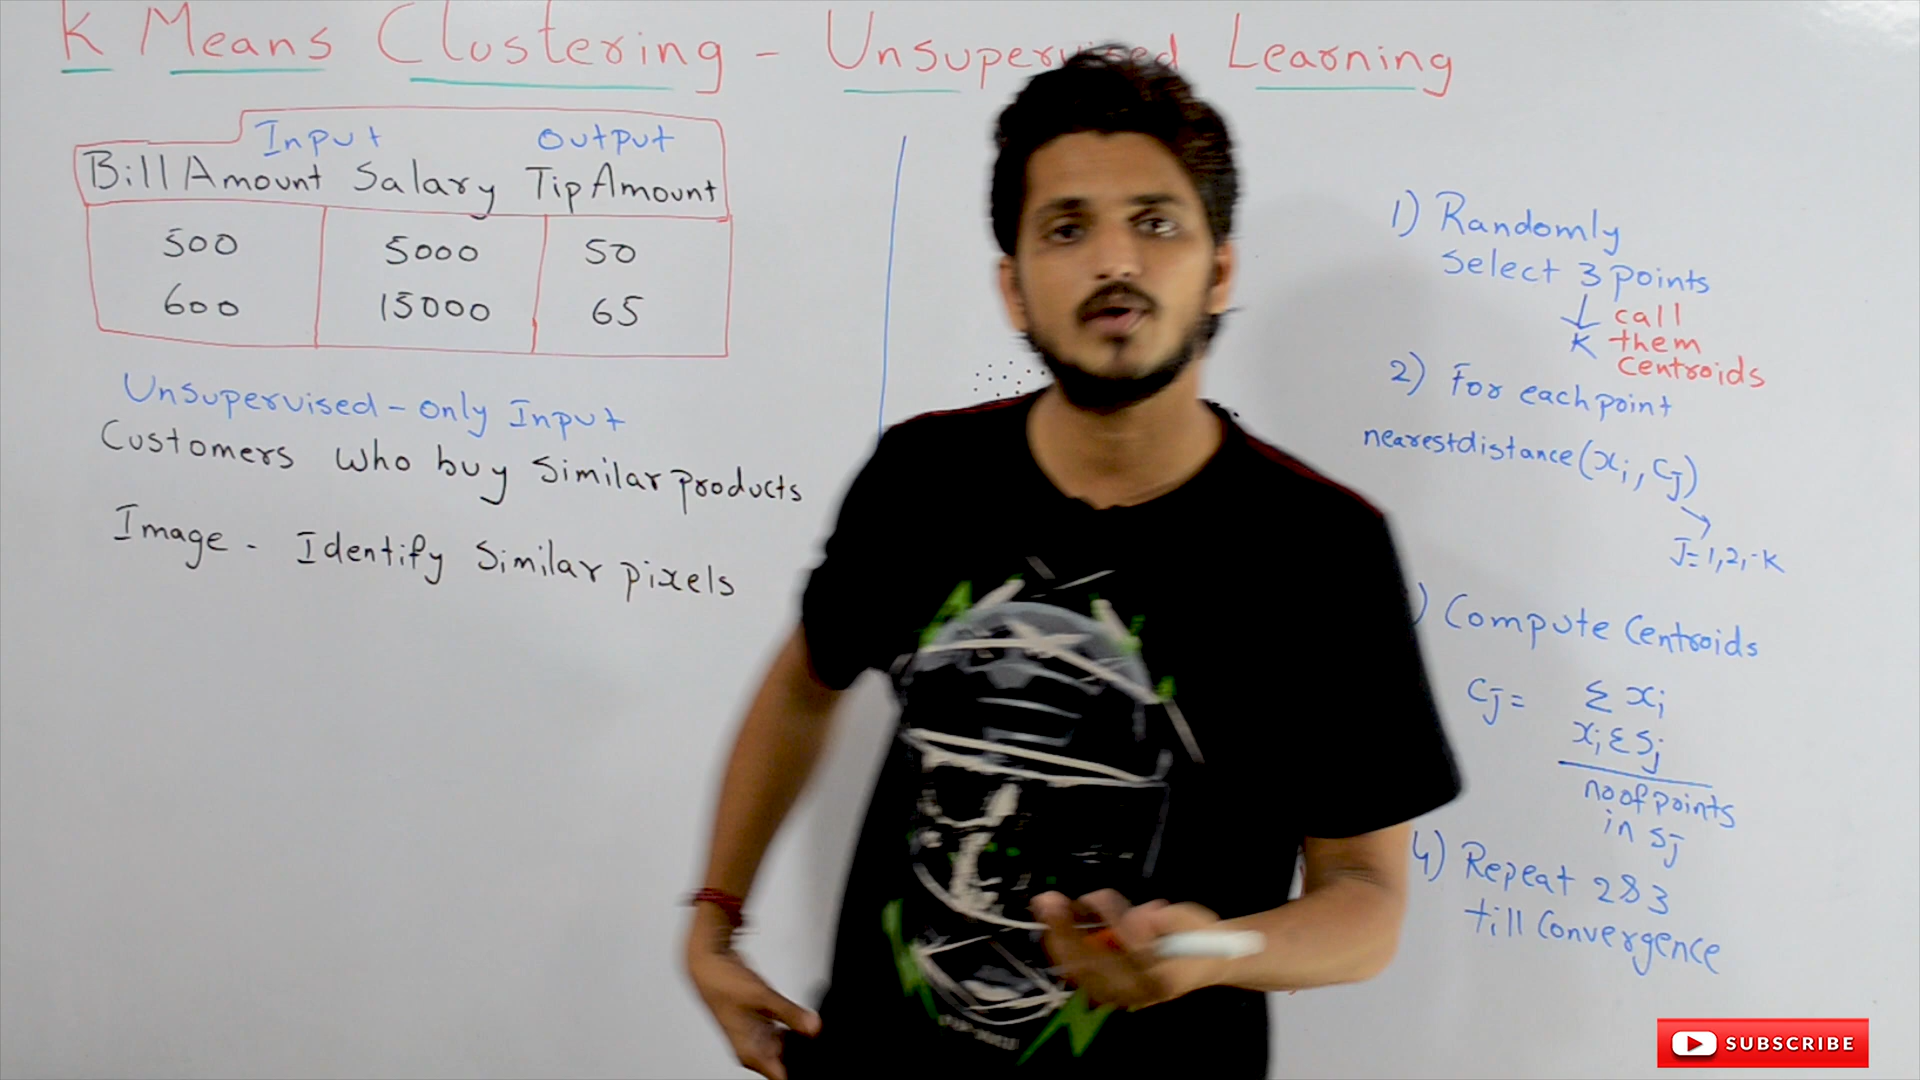 K Means Clustering - Unsupervised Learning
Input Output
Bill Amount Salary Tip Amount
500 5000 50
600 15000 65
Unsupervised - only Input
Customers who buy similar products
Image - Identify Similar pixels
1) Randomly
Select 3 points
↓ call
K them
Centroids
2) For each point
nearestdistance(xi, cj)
J=1,2,-K
) Compute Centroids
Cj = Σ xi
xi ε Sj
no of points
in Sj
4) Repeat 2&3
till Convergence
SUBSCRIBE